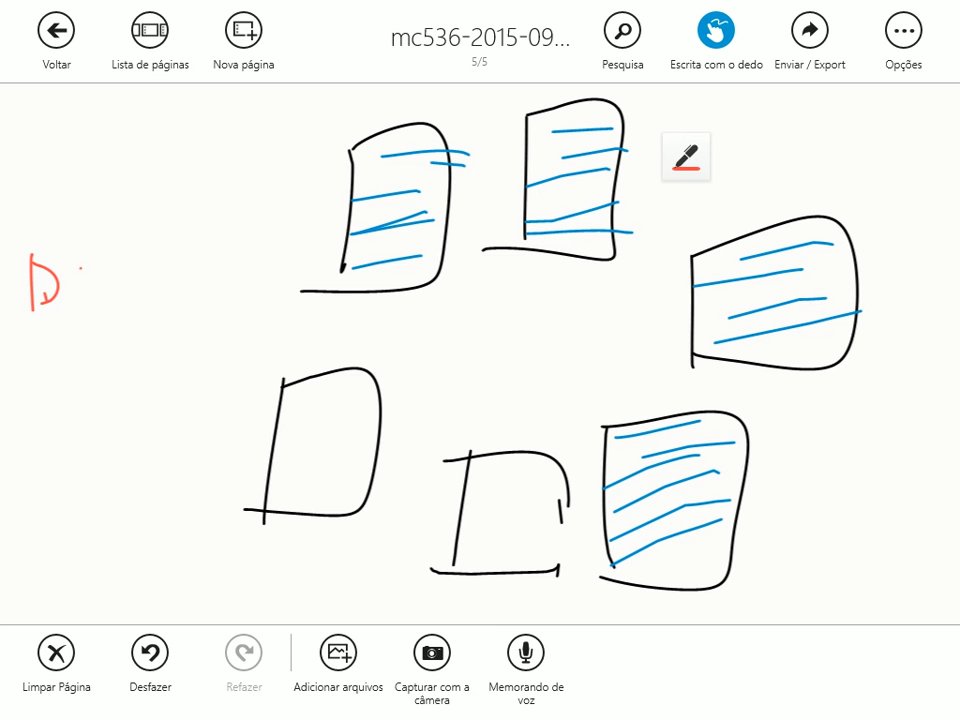 Voltar
Lista de páginas
Nova página
mc536-2015-09...
5/5
Pesquisa
Escrita com o dedo
Enviar / Export
Opções
D
Limpar Página
Desfazer
Refazer
Adicionar arquivos
Capturar com a
câmera
Memorando de
voz